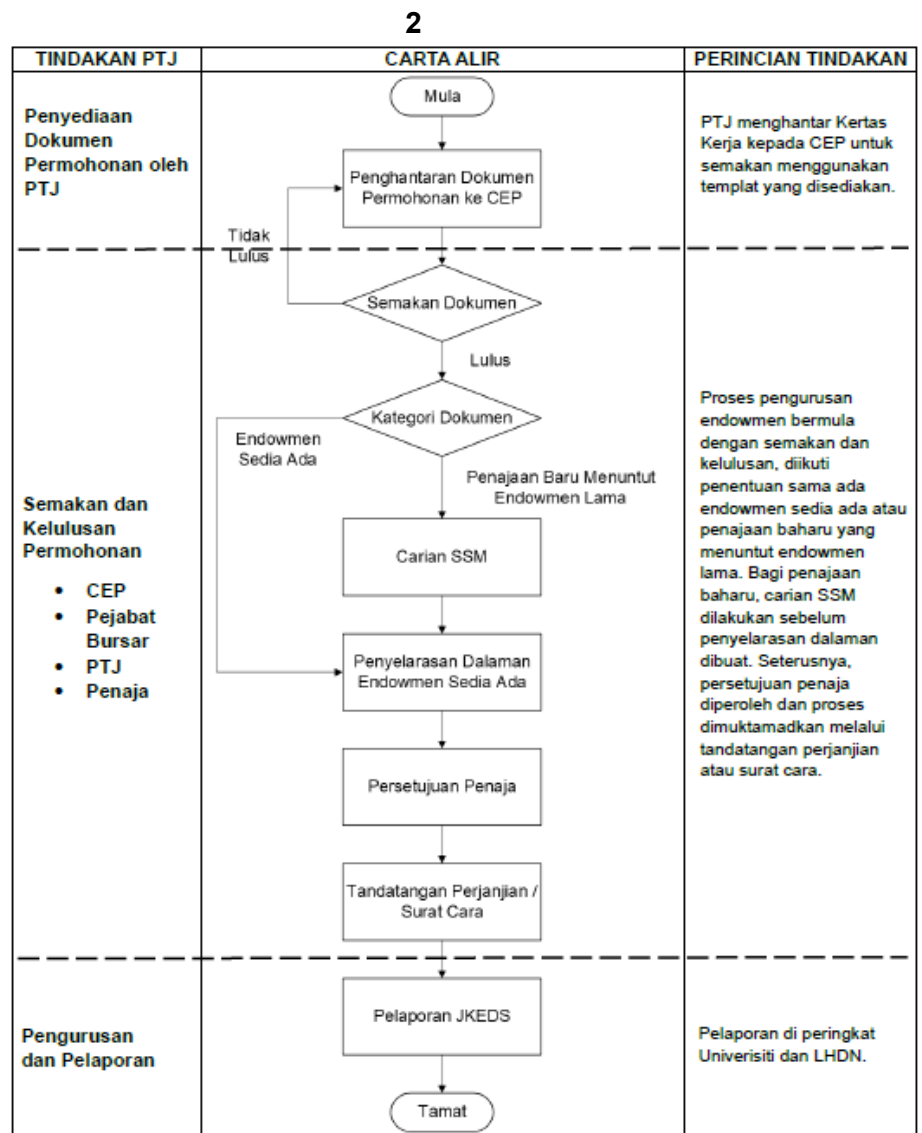 2
TINDAKAN PTJ
CARTA ALIR
PERINCIAN TINDAKAN
Penyediaan
Dokumen
Permohonan oleh
PTJ
Mula
Penghantaran Dokumen
Permohonan ke CEP
PTJ menghantar Kertas
Kerja kepada CEP untuk
semakan menggunakan
templat yang disediakan.
Tidak
Lulus
Semakan Dokumen
Lulus
Kategori Dokumen
Endowmen
Sedia Ada
Penajaan Baru Menuntut
Endowmen Lama
Semakan dan
Kelulusan
Permohonan
• CEP
• Pejabat
Bursar
• PTJ
• Penaja
Carian SSM
Penyelarasan Dalaman
Endowmen Sedia Ada
Persetujuan Penaja
Tandatangan Perjanjian /
Surat Cara
Proses pengurusan
endowmen bermula
dengan semakan dan
kelulusan, diikuti
penentuan sama ada
endowmen sedia ada atau
penajaan baharu yang
menuntut endowmen
lama. Bagi penajaan
baharu, carian SSM
dilakukan sebelum
penyelarasan dalaman
dibuat. Seterusnya,
persetujuan penaja
diperoleh dan proses
dimuktamadkan melalui
tandatangan perjanjian
atau surat cara.
Pengurusan
dan Pelaporan
Pelaporan JKEDS
Tamat
Pelaporan di peringkat
Univerisiti dan LHDN.